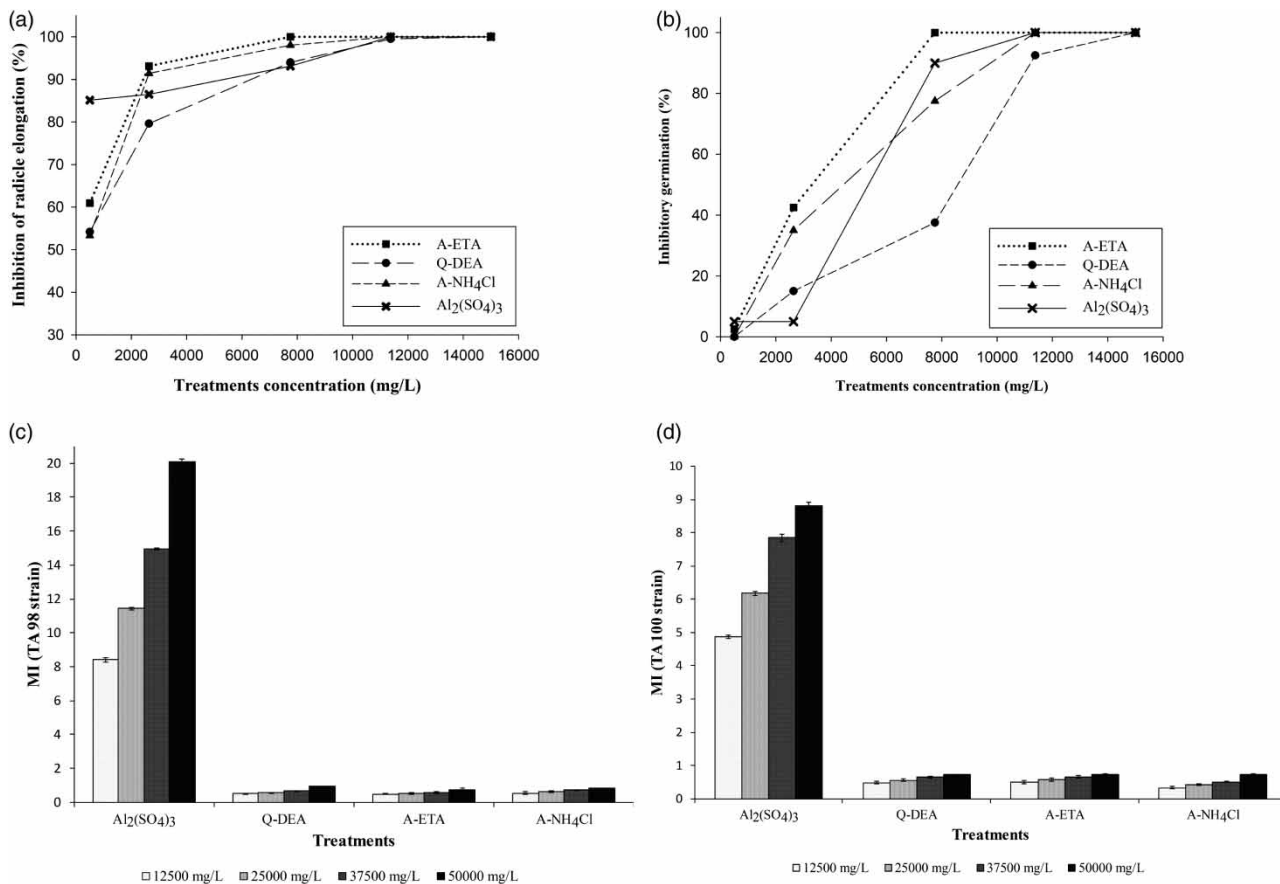 (a)
Inhibition of radicle elongation (%)
100
90
80
70
60
50
40
30
0 2000 4000 6000 8000 10000 12000 14000 16000
Treatments concentration (mg/L)
A-ETA
Q-DEA
A-NH₄Cl
Al₂(SO₄)₃
(b)
Inhibitory germination (%)
100
80
60
40
20
0
0 2000 4000 6000 8000 10000 12000 14000 16000
Treatments concentration (mg/L)
A-ETA
Q-DEA
A-NH₄Cl
Al₂(SO₄)₃
(c)
MI (TA 98 strain)
20
18
16
14
12
10
8
6
4
2
0
Al₂(SO₄)₃ Q-DEA A-ETA A-NH₄Cl
Treatments
12500 mg/L 25000 mg/L 37500 mg/L 50000 mg/L
(d)
MI (TA 100 strain)
10
9
8
7
6
5
4
3
2
1
0
Al₂(SO₄)₃ Q-DEA A-ETA A-NH₄Cl
Treatments
12500 mg/L 25000 mg/L 37500 mg/L 50000 mg/L